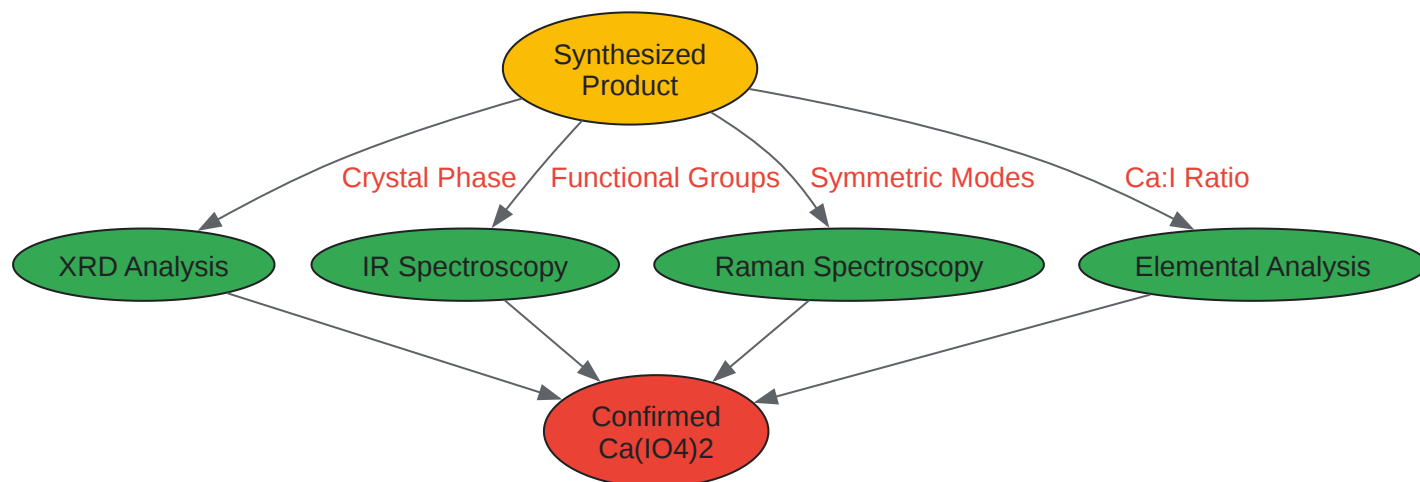 Synthesized
Product
Crystal Phase
Functional Groups
Symmetric Modes
Ca:I Ratio
XRD Analysis
IR Spectroscopy
Raman Spectroscopy
Elemental Analysis
Confirmed
Ca(IO4)2